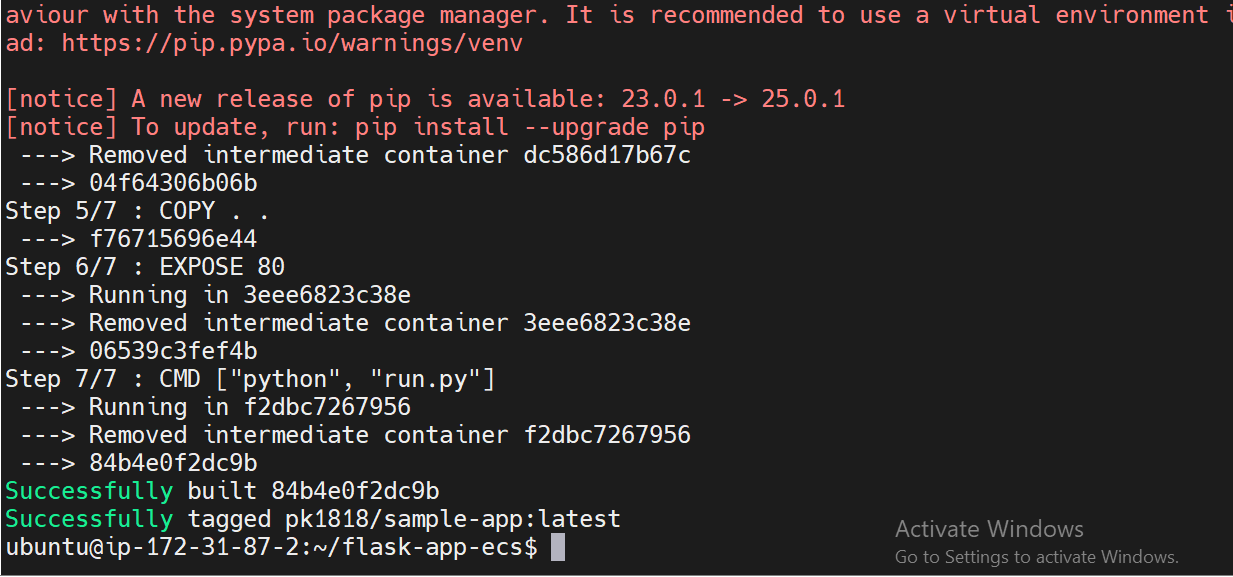 aviour with the system package manager. It is recommended to use a virtual environment i
ad: https://pip.pypa.io/warnings/venv
[notice] A new release of pip is available: 23.0.1 -> 25.0.1
[notice] To update, run: pip install --upgrade pip
 ---> Removed intermediate container dc586d17b67c
 ---> 04f64306b06b
Step 5/7 : COPY . .
 ---> f76715696e44
Step 6/7 : EXPOSE 80
 ---> Running in 3eee6823c38e
 ---> Removed intermediate container 3eee6823c38e
 ---> 06539c3fef4b
Step 7/7 : CMD ["python", "run.py"]
 ---> Running in f2dbc7267956
 ---> Removed intermediate container f2dbc7267956
 ---> 84b4e0f2dc9b
Successfully built 84b4e0f2dc9b
Successfully tagged pk1818/sample-app:latest
ubuntu@ip-172-31-87-2:~/flask-app-ecs$
Activate Windows
Go to Settings to activate Windows.